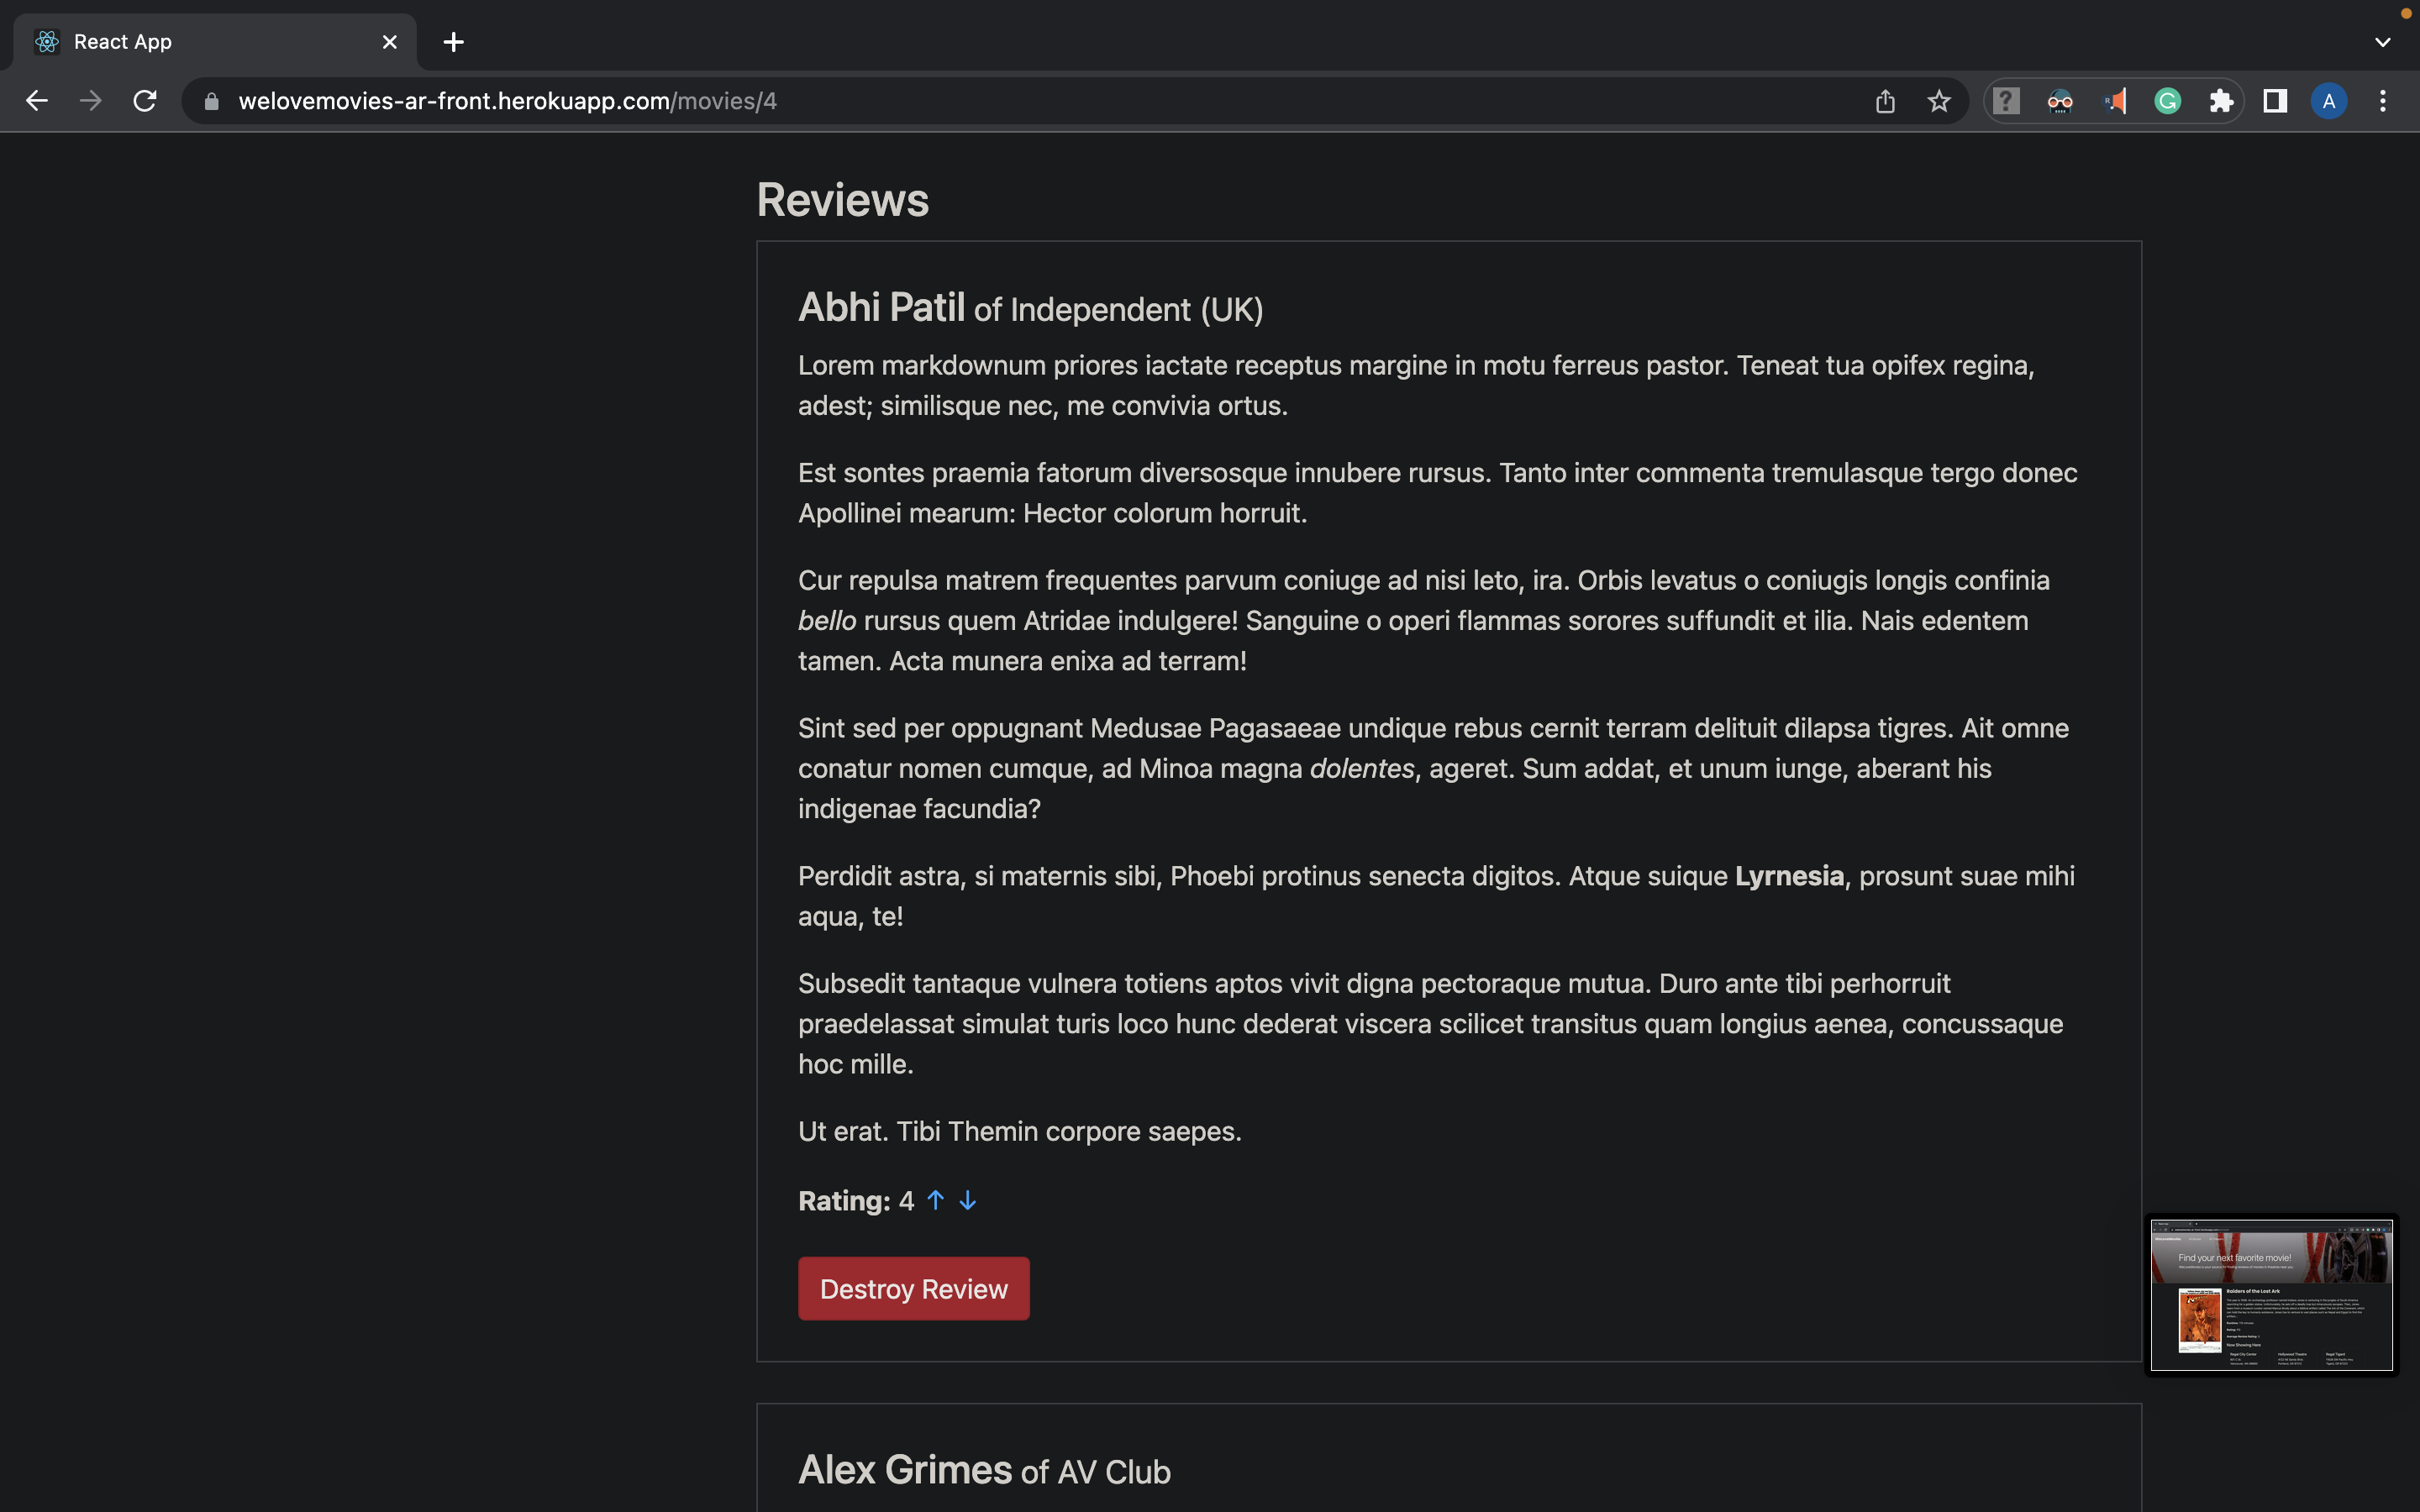 React App
welovemovies-ar-front.herokuapp.com/movies/4
A
Reviews
Abhi Patil of Independent (UK)
Lorem markdownum priores iactate receptus margine in motu ferreus pastor. Teneat tua opifex regina,
adest; similisque nec, me convivia ortus.
Est sontes praemia fatorum diversosque innubere rursus. Tanto inter commenta tremulasque tergo donec
Apollinei mearum: Hector colorum horruit.
Cur repulsa matrem frequentes parvum coniuge ad nisi leto, ira. Orbis levatus o coniugis longis confinia
bello rursus quem Atridae indulgere! Sanguine o operi flammas sorores suffundit et ilia. Nais edentem
tamen. Acta munera enixa ad terram!
Sint sed per oppugnant Medusae Pagasaeae undique rebus cernit terram delituit dilapsa tigres. Ait omne
conatur nomen cumque, ad Minoa magna dolentes, ageret. Sum addat, et unum iunge, aberant his
indigenae facundia?
Perdidit astra, si maternis sibi, Phoebi protinus senecta digitos. Atque suique Lyrnesia, prosunt suae mihi
aqua, te!
Subsedit tantaque vulnera totiens aptos vivit digna pectoraque mutua. Duro ante tibi perhorruit
praedelassat simulat turis loco hunc dederat viscera scilicet transitus quam longius aenea, concussaque
hoc mille.
Ut erat. Tibi Themin corpore saepes.
Rating: 4
Destroy Review
Find your next favorite movie!
Raiders of the Lost Ark
Now Showing Here
Alex Grimes of AV Club